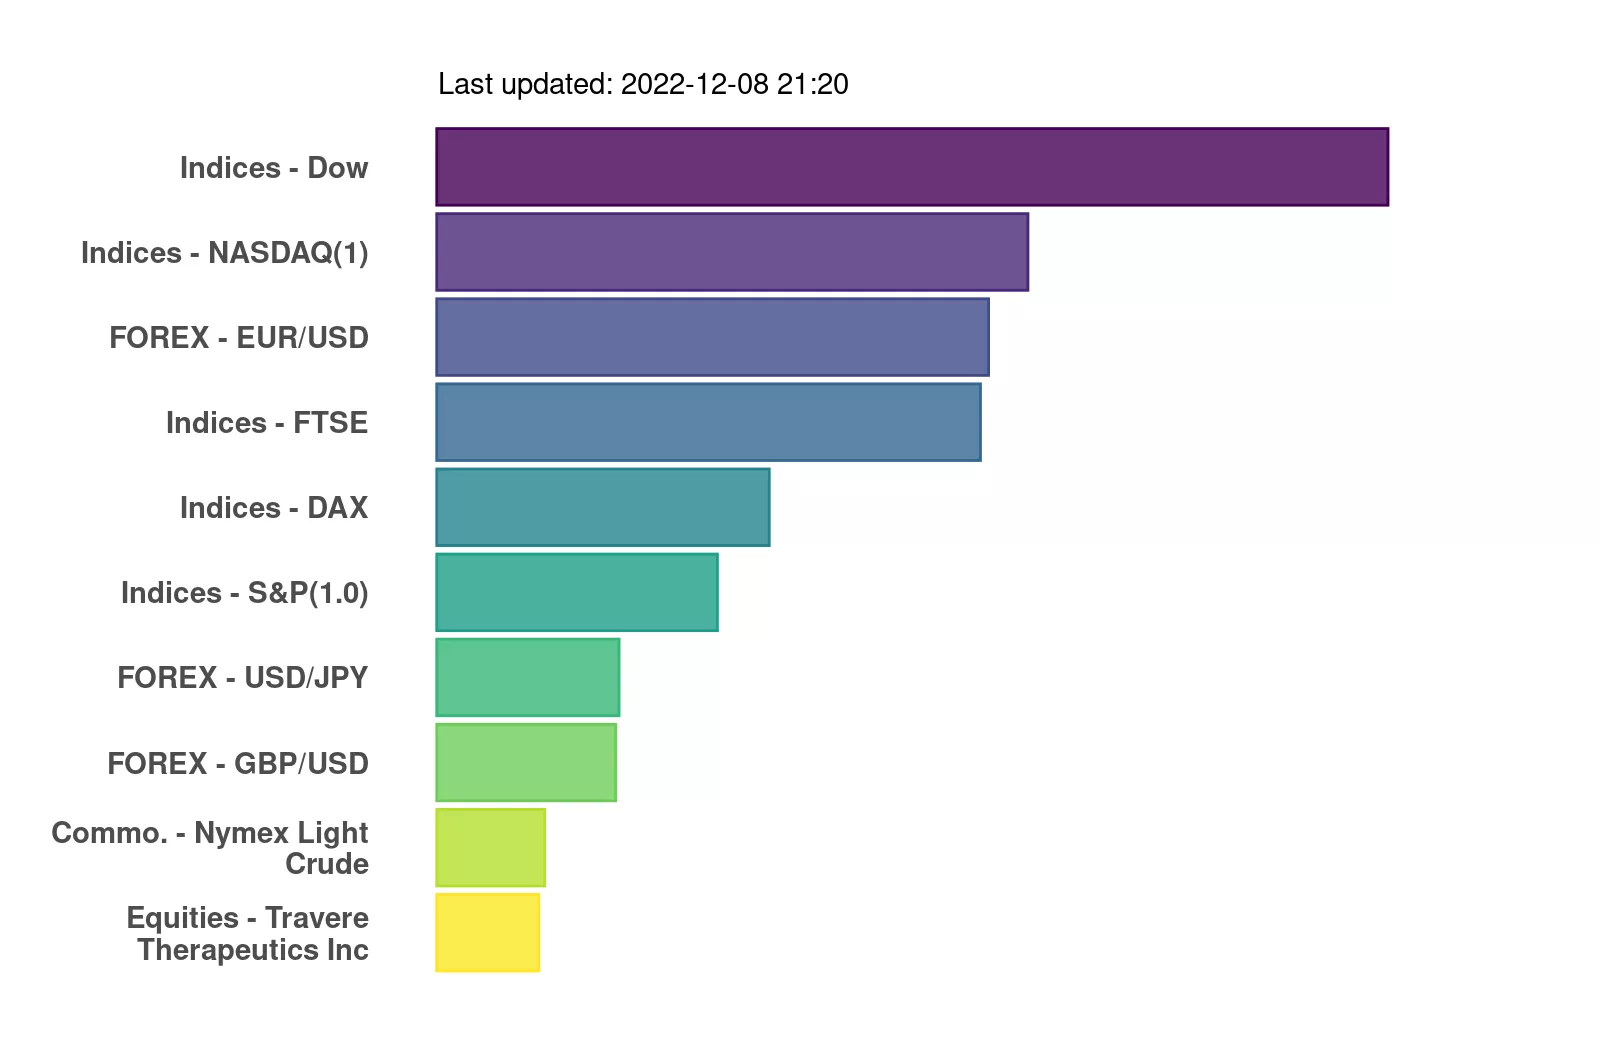 Last updated: 2022-12-08 21:20
Indices - Dow
Indices - NASDAQ(1)
FOREX - EUR/USD
Indices - FTSE
Indices - DAX
Indices - S&P(1.0)
FOREX - USD/JPY
FOREX - GBP/USD
Commo. - Nymex Light
Crude
Equities - Travere
Therapeutics Inc